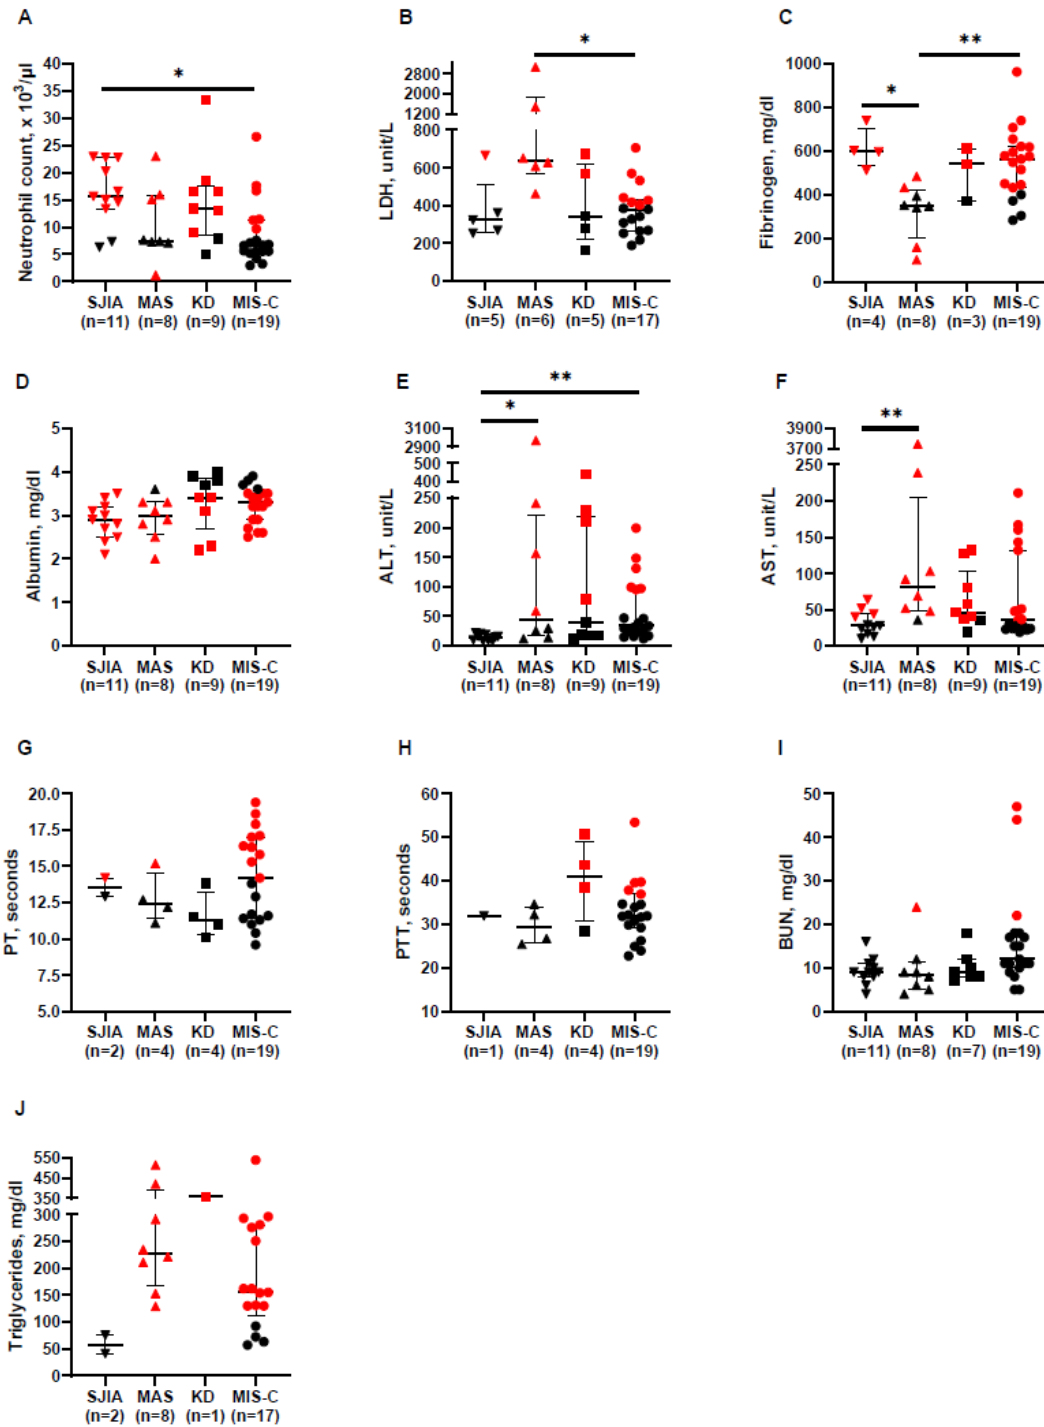 A
Neutrophil count, x 10³/µl
40
35
30
25
20
15
10
5
0
*
SJIA MAS KD MIS-C
(n=11) (n=8) (n=9) (n=19)
B
LDH, unit/L
2800
2000
1200
800
600
400
200
0
*
SJIA MAS KD MIS-C
(n=5) (n=6) (n=5) (n=17)
C
Fibrinogen, mg/dl
1000
800
600
400
200
0
*
**
SJIA MAS KD MIS-C
(n=4) (n=8) (n=3) (n=19)
D
Albumin, mg/dl
5
4
3
2
1
0
SJIA MAS KD MIS-C
(n=11) (n=8) (n=9) (n=19)
E
ALT, unit/L
3100
2900
500
400
250
200
150
100
50
0
**
*
SJIA MAS KD MIS-C
(n=11) (n=8) (n=9) (n=19)
F
AST, unit/L
3900
3700
250
200
150
100
50
0
**
SJIA MAS KD MIS-C
(n=11) (n=8) (n=9) (n=19)
G
PT, seconds
20.0
17.5
15.0
12.5
10.0
7.5
5.0
SJIA MAS KD MIS-C
(n=2) (n=4) (n=4) (n=19)
H
PTT, seconds
60
50
40
30
20
10
SJIA MAS KD MIS-C
(n=1) (n=4) (n=4) (n=19)
I
BUN, mg/dl
50
40
30
20
10
0
SJIA MAS KD MIS-C
(n=11) (n=8) (n=7) (n=19)
J
Triglycerides, mg/dl
550
450
350
300
250
200
150
100
50
0
SJIA MAS KD MIS-C
(n=2) (n=8) (n=1) (n=17)